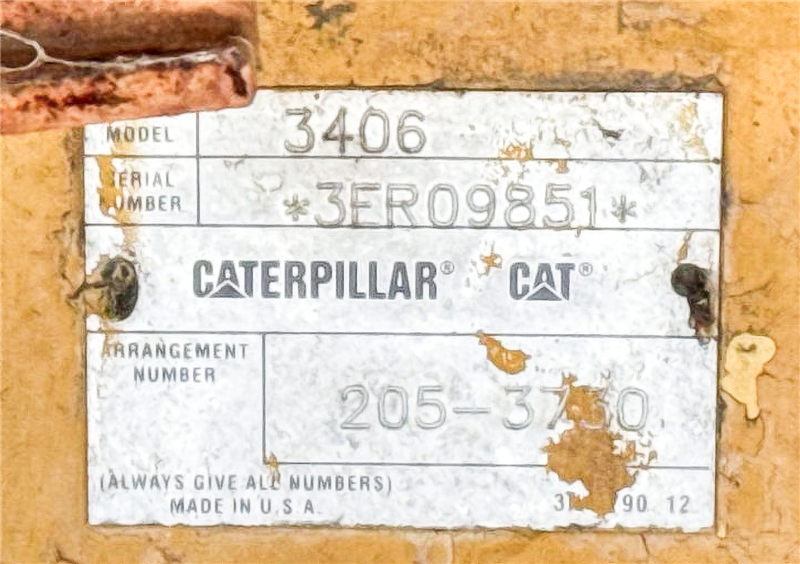 MODEL 3406
SERIAL
NUMBER *3ER09851*
CATERPILLAR® CAT®
ARRANGEMENT
NUMBER
(ALWAYS GIVE ALL NUMBERS)
MADE IN U.S.A.